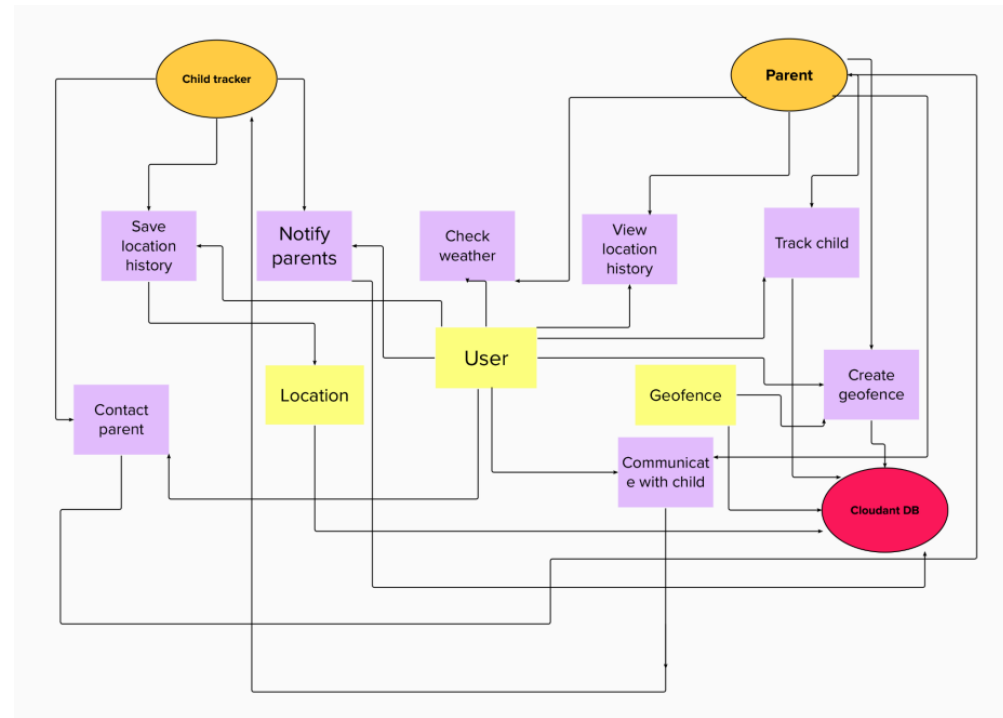 Child tracker
Parent
Save
location
history
Notify
parents
Check
weather
View
location
history
Track child
User
Location
Geofence
Create
geofence
Contact
parent
Communicat
e with child
Cloudant DB